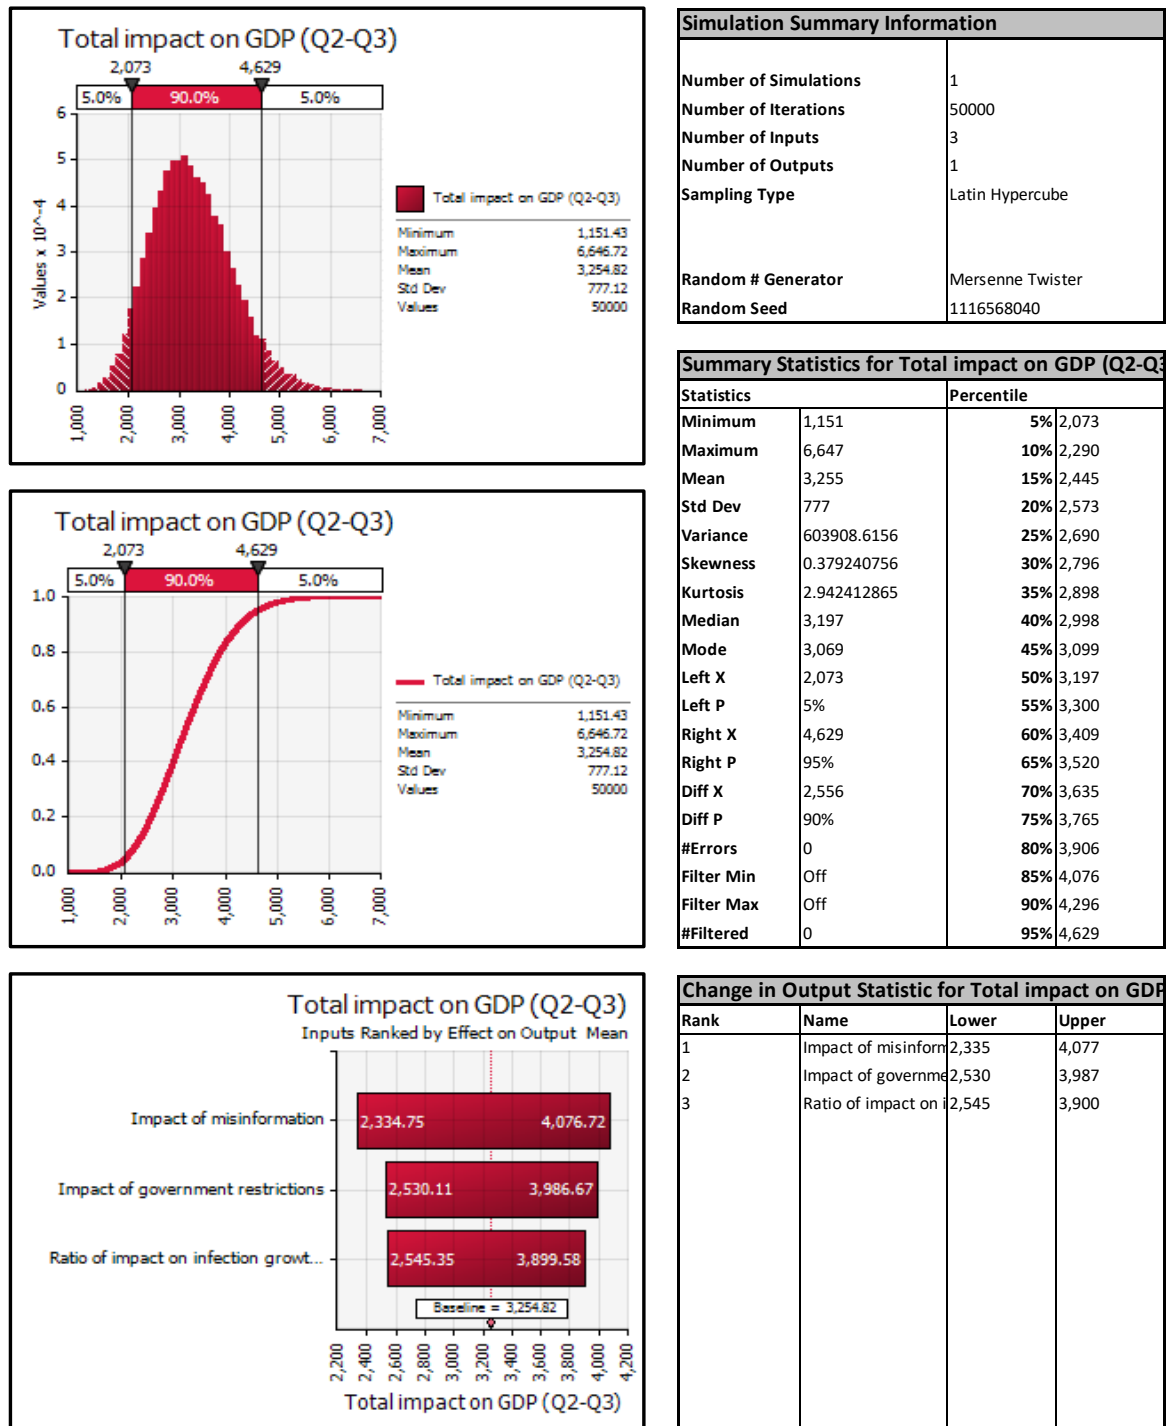 Total impact on GDP (Q2-Q3)
2,073 4,629
5.0% 90.0% 5.0%
6
5
4
3
2
1
0
Values x 10^-4
1,000 2,000 3,000 4,000 5,000 6,000 7,000
Total impact on GDP (Q2-Q3)
Minimum 1,151.43
Maximum 6,646.72
Mean 3,254.82
Std Dev 777.12
Values 50000
Simulation Summary Information
Number of Simulations 1
Number of Iterations 50000
Number of Inputs 3
Number of Outputs 1
Sampling Type Latin Hypercube
Random # Generator Mersenne Twister
Random Seed 1116568040
Total impact on GDP (Q2-Q3)
2,073 4,629
5.0% 90.0% 5.0%
1.0
0.8
0.6
0.4
0.2
0.0
1,000 2,000 3,000 4,000 5,000 6,000 7,000
Total impact on GDP (Q2-Q3)
Minimum 1,151.43
Maximum 6,646.72
Mean 3,254.82
Std Dev 777.12
Values 50000
Summary Statistics for Total impact on GDP (Q2-Q3
Statistics Percentile
Minimum 1,151 5% 2,073
Maximum 6,647 10% 2,290
Mean 3,255 15% 2,445
Std Dev 777 20% 2,573
Variance 603908.6156 25% 2,690
Skewness 0.379240756 30% 2,796
Kurtosis 2.942412865 35% 2,898
Median 3,197 40% 2,998
Mode 3,069 45% 3,099
Left X 2,073 50% 3,197
Left P 5% 55% 3,300
Right X 4,629 60% 3,409
Right P 95% 65% 3,520
Diff X 2,556 70% 3,635
Diff P 90% 75% 3,765
#Errors 0 80% 3,906
Filter Min Off 85% 4,076
Filter Max Off 90% 4,296
#Filtered 0 95% 4,629
Total impact on GDP (Q2-Q3)
Inputs Ranked by Effect on Output Mean
Impact of misinformation 2,334.75 4,076.72
Impact of government restrictions 2,530.11 3,986.67
Ratio of impact on infection growt... 2,545.35 3,899.58
Baseline = 3,254.82
2,200 2,400 2,600 2,800 3,000 3,200 3,400 3,600 3,800 4,000 4,200
Total impact on GDP (Q2-Q3)
Change in Output Statistic for Total impact on GDP
Rank Name Lower Upper
1 Impact of misinform 2,335 4,077
2 Impact of governme 2,530 3,987
3 Ratio of impact on i 2,545 3,900